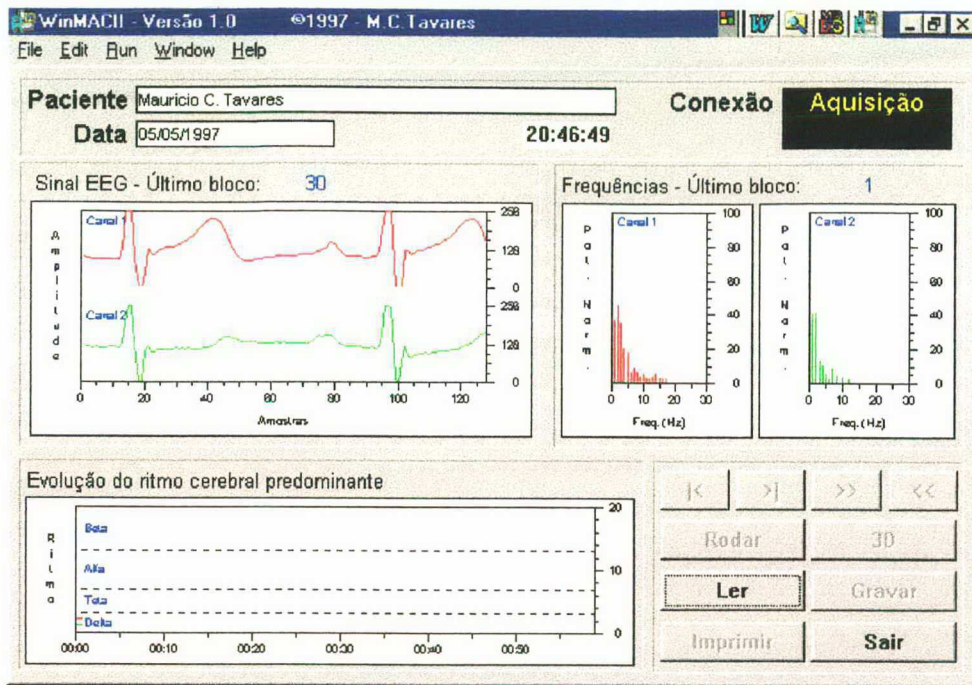 WinMACII - Versão 1.0 ©1997 - M.C.Tavares
File Edit Run Window Help
Paciente Mauricio C. Tavares
Conexão Aquisição
Data 05/05/1997 20:46:49
Sinal EEG - Último bloco: 30
Amplitude
Canal 1
256
128
0
Canal 2
256
128
0
0 20 40 60 80 100 120
Amostras
Frequências - Último bloco: 1
Pot. Norm.
Canal 1
100
80
60
40
20
0
0 10 20 30
Freq.(Hz)
Pot. Norm.
Canal 2
100
80
60
40
20
0
0 10 20 30
Freq.(Hz)
Evolução do ritmo cerebral predominante
Ritmo
Beta
Alfa
Teta
Delta
20
10
0
00:00 00:10 00:20 00:30 00:40 00:50
|< >| >> <<
Rodar 30
Ler Gravar
Imprimir Sair